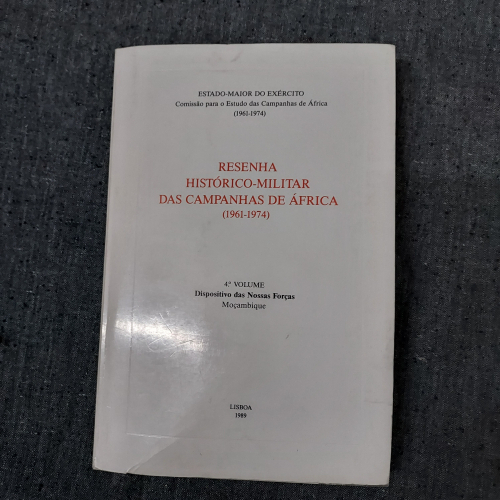 ESTADO-MAIOR DO EXÉRCITO
Comissão para o Estudo das Campanhas de África
(1961-1974)
RESENHA
HISTÓRICO-MILITAR
DAS CAMPANHAS DE ÁFRICA
(1961-1974)
4.º VOLUME
Dispositivo das Nossas Forças
Moçambique
LISBOA
1989